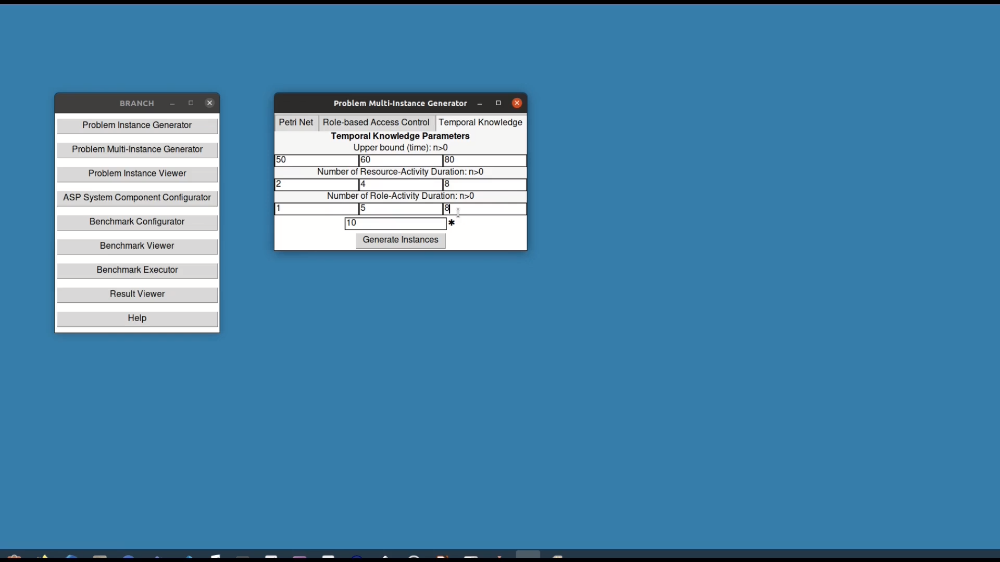 BRANCH
Problem Instance Generator
Problem Multi-Instance Generator
Problem Instance Viewer
ASP System Component Configurator
Benchmark Configurator
Benchmark Viewer
Benchmark Executor
Result Viewer
Help
Problem Multi-Instance Generator
Petri Net Role-based Access Control Temporal Knowledge
Temporal Knowledge Parameters
Upper bound (time): n>0
50 60 80
Number of Resource-Activity Duration: n>0
2 4 8
Number of Role-Activity Duration: n>0
1 5 8
10 *
Generate Instances